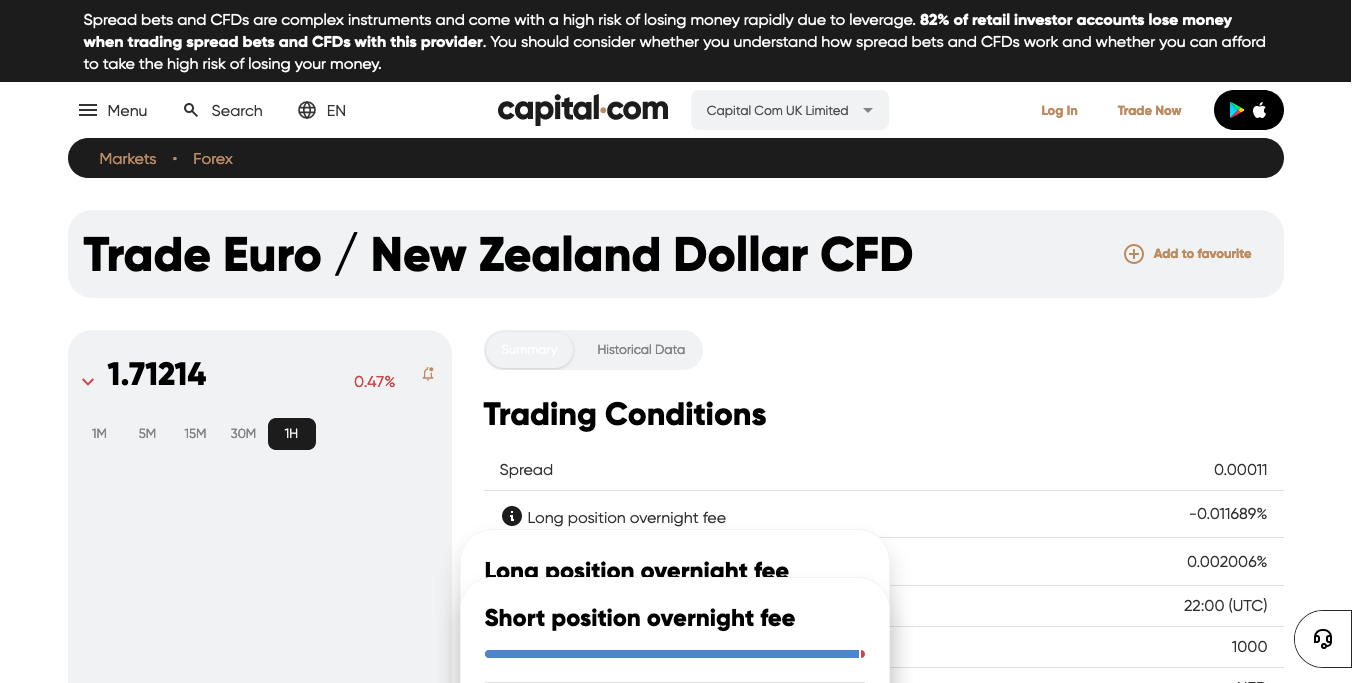 Spread bets and CFDs are complex instruments and come with a high risk of losing money rapidly due to leverage. 82% of retail investor accounts lose money
when trading spread bets and CFDs with this provider. You should consider whether you understand how spread bets and CFDs work and whether you can afford
to take the high risk of losing your money.
Menu Search EN capital.com Capital Com UK Limited Log In Trade Now
Markets • Forex
Trade Euro / New Zealand Dollar CFD Add to favourite
1.71214 0.47%
1M 5M 15M 30M 1H
Summary Historical Data
Trading Conditions
Spread 0.00011
Long position overnight fee -0.011689%
Long position overnight fee 0.002006%
Short position overnight fee 22:00 (UTC)
1000